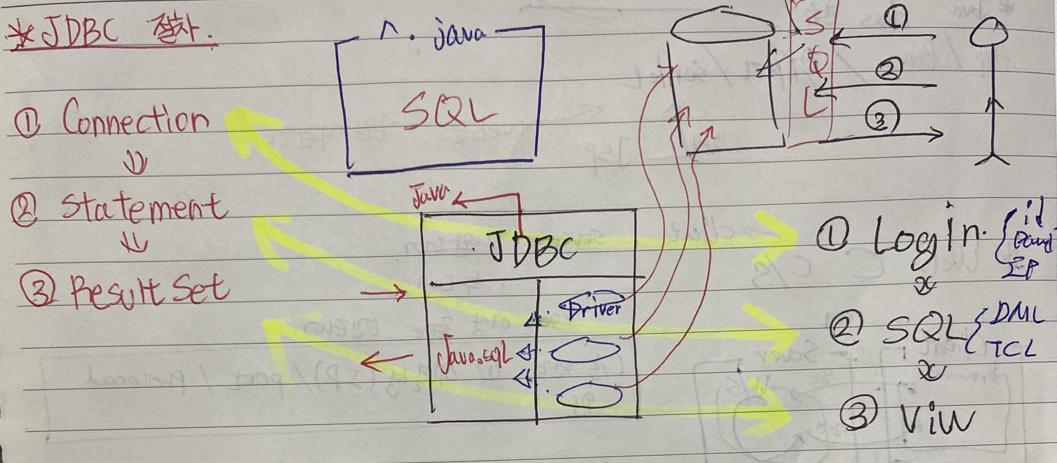 *JDBC 절차.
① Connection
⇓
② Statement
⇓
③ Result Set
n. java
SQL
Java
JDBC
Driver
Java.sql
SQL
①
②
③
① Login. { id
IP
② SQL { DML
TCL
③ Viw